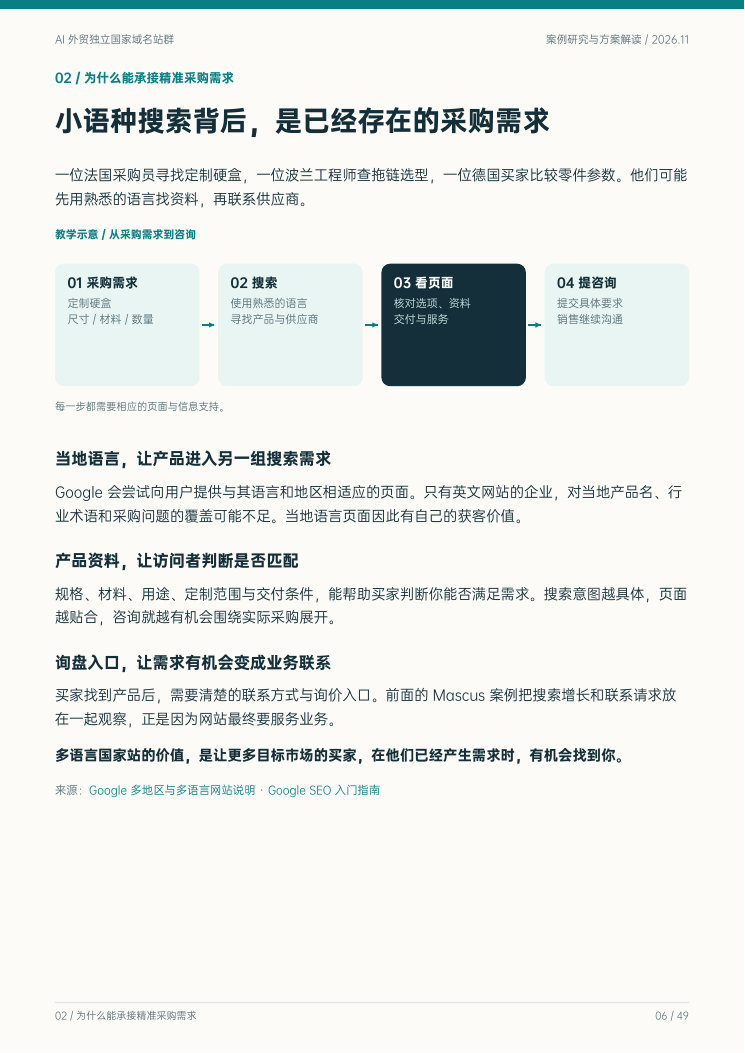 AI 外贸独立国家域名站群
案例研究与方案解读 / 2026.11
02 / 为什么能承接精准采购需求
小语种搜索背后，是已经存在的采购需求
一位法国采购员寻找定制硬盒，一位波兰工程师查拖链选型，一位德国买家比较零件参数。他们可能
先用熟悉的语言找资料，再联系供应商。
教学示意 / 从采购需求到咨询
01 采购需求
定制硬盒
尺寸 / 材料 / 数量
02 搜索
使用熟悉的语言
寻找产品与供应商
03 看页面
核对选项、资料
交付与服务
04 提咨询
提交具体要求
销售继续沟通
每一步都需要相应的页面与信息支持。
当地语言，让产品进入另一组搜索需求
Google 会尝试向用户提供与其语言和地区相适应的页面。只有英文网站的企业，对当地产品名、行
业术语和采购问题的覆盖可能不足。当地语言页面因此有自己的获客价值。
产品资料，让访问者判断是否匹配
规格、材料、用途、定制范围与交付条件，能帮助买家判断你能否满足需求。搜索意图越具体，页面
越贴合，咨询就越有机会围绕实际采购展开。
询盘入口，让需求有机会变成业务联系
买家找到产品后，需要清楚的联系方式与询价入口。前面的 Mascus 案例把搜索增长和联系请求放
在一起观察，正是因为网站最终要服务业务。
多语言国家站的价值，是让更多目标市场的买家，在他们已经产生需求时，有机会找到你。
来源：Google 多地区与多语言网站说明 · Google SEO 入门指南
02 / 为什么能承接精准采购需求
06 / 49